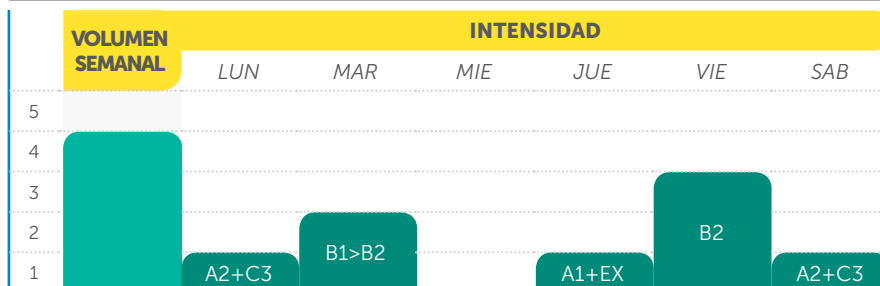 VOLUMEN
SEMANAL
INTENSIDAD
LUN MAR MIE JUE VIE SAB
5
4
3
2 B1>B2 B2
1 A2+C3 A1+EX A2+C3